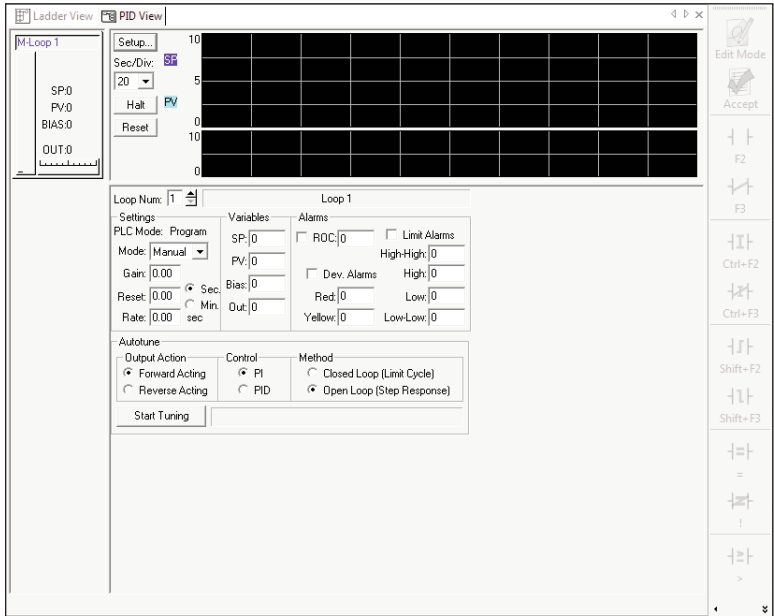 Ladder View PID View
M-Loop 1
SP:0
PV:0
BIAS:0
OUT:0
Setup...
Sec/Div:
20
Halt
Reset
SP
PV
10
5
0
10
0
Loop Num: 1 Loop 1
Settings
PLC Mode: Program
Mode: Manual
Gain: 0.00
Reset: 0.00 Sec.
Min.
Rate: 0.00 sec
Variables
SP: 0
PV: 0
Bias: 0
Out: 0
Alarms
ROC: 0
Limit Alarms
High-High: 0
Dev. Alarms
High: 0
Red: 0
Low: 0
Yellow: 0
Low-Low: 0
Autotune
Output Action
Forward Acting
Reverse Acting
Control
PI
PID
Method
Closed Loop (Limit Cycle)
Open Loop (Step Response)
Start Tuning
Edit Mode
Accept
F2
F3
Ctrl+F2
Ctrl+F3
Shift+F2
Shift+F3
=
!
>